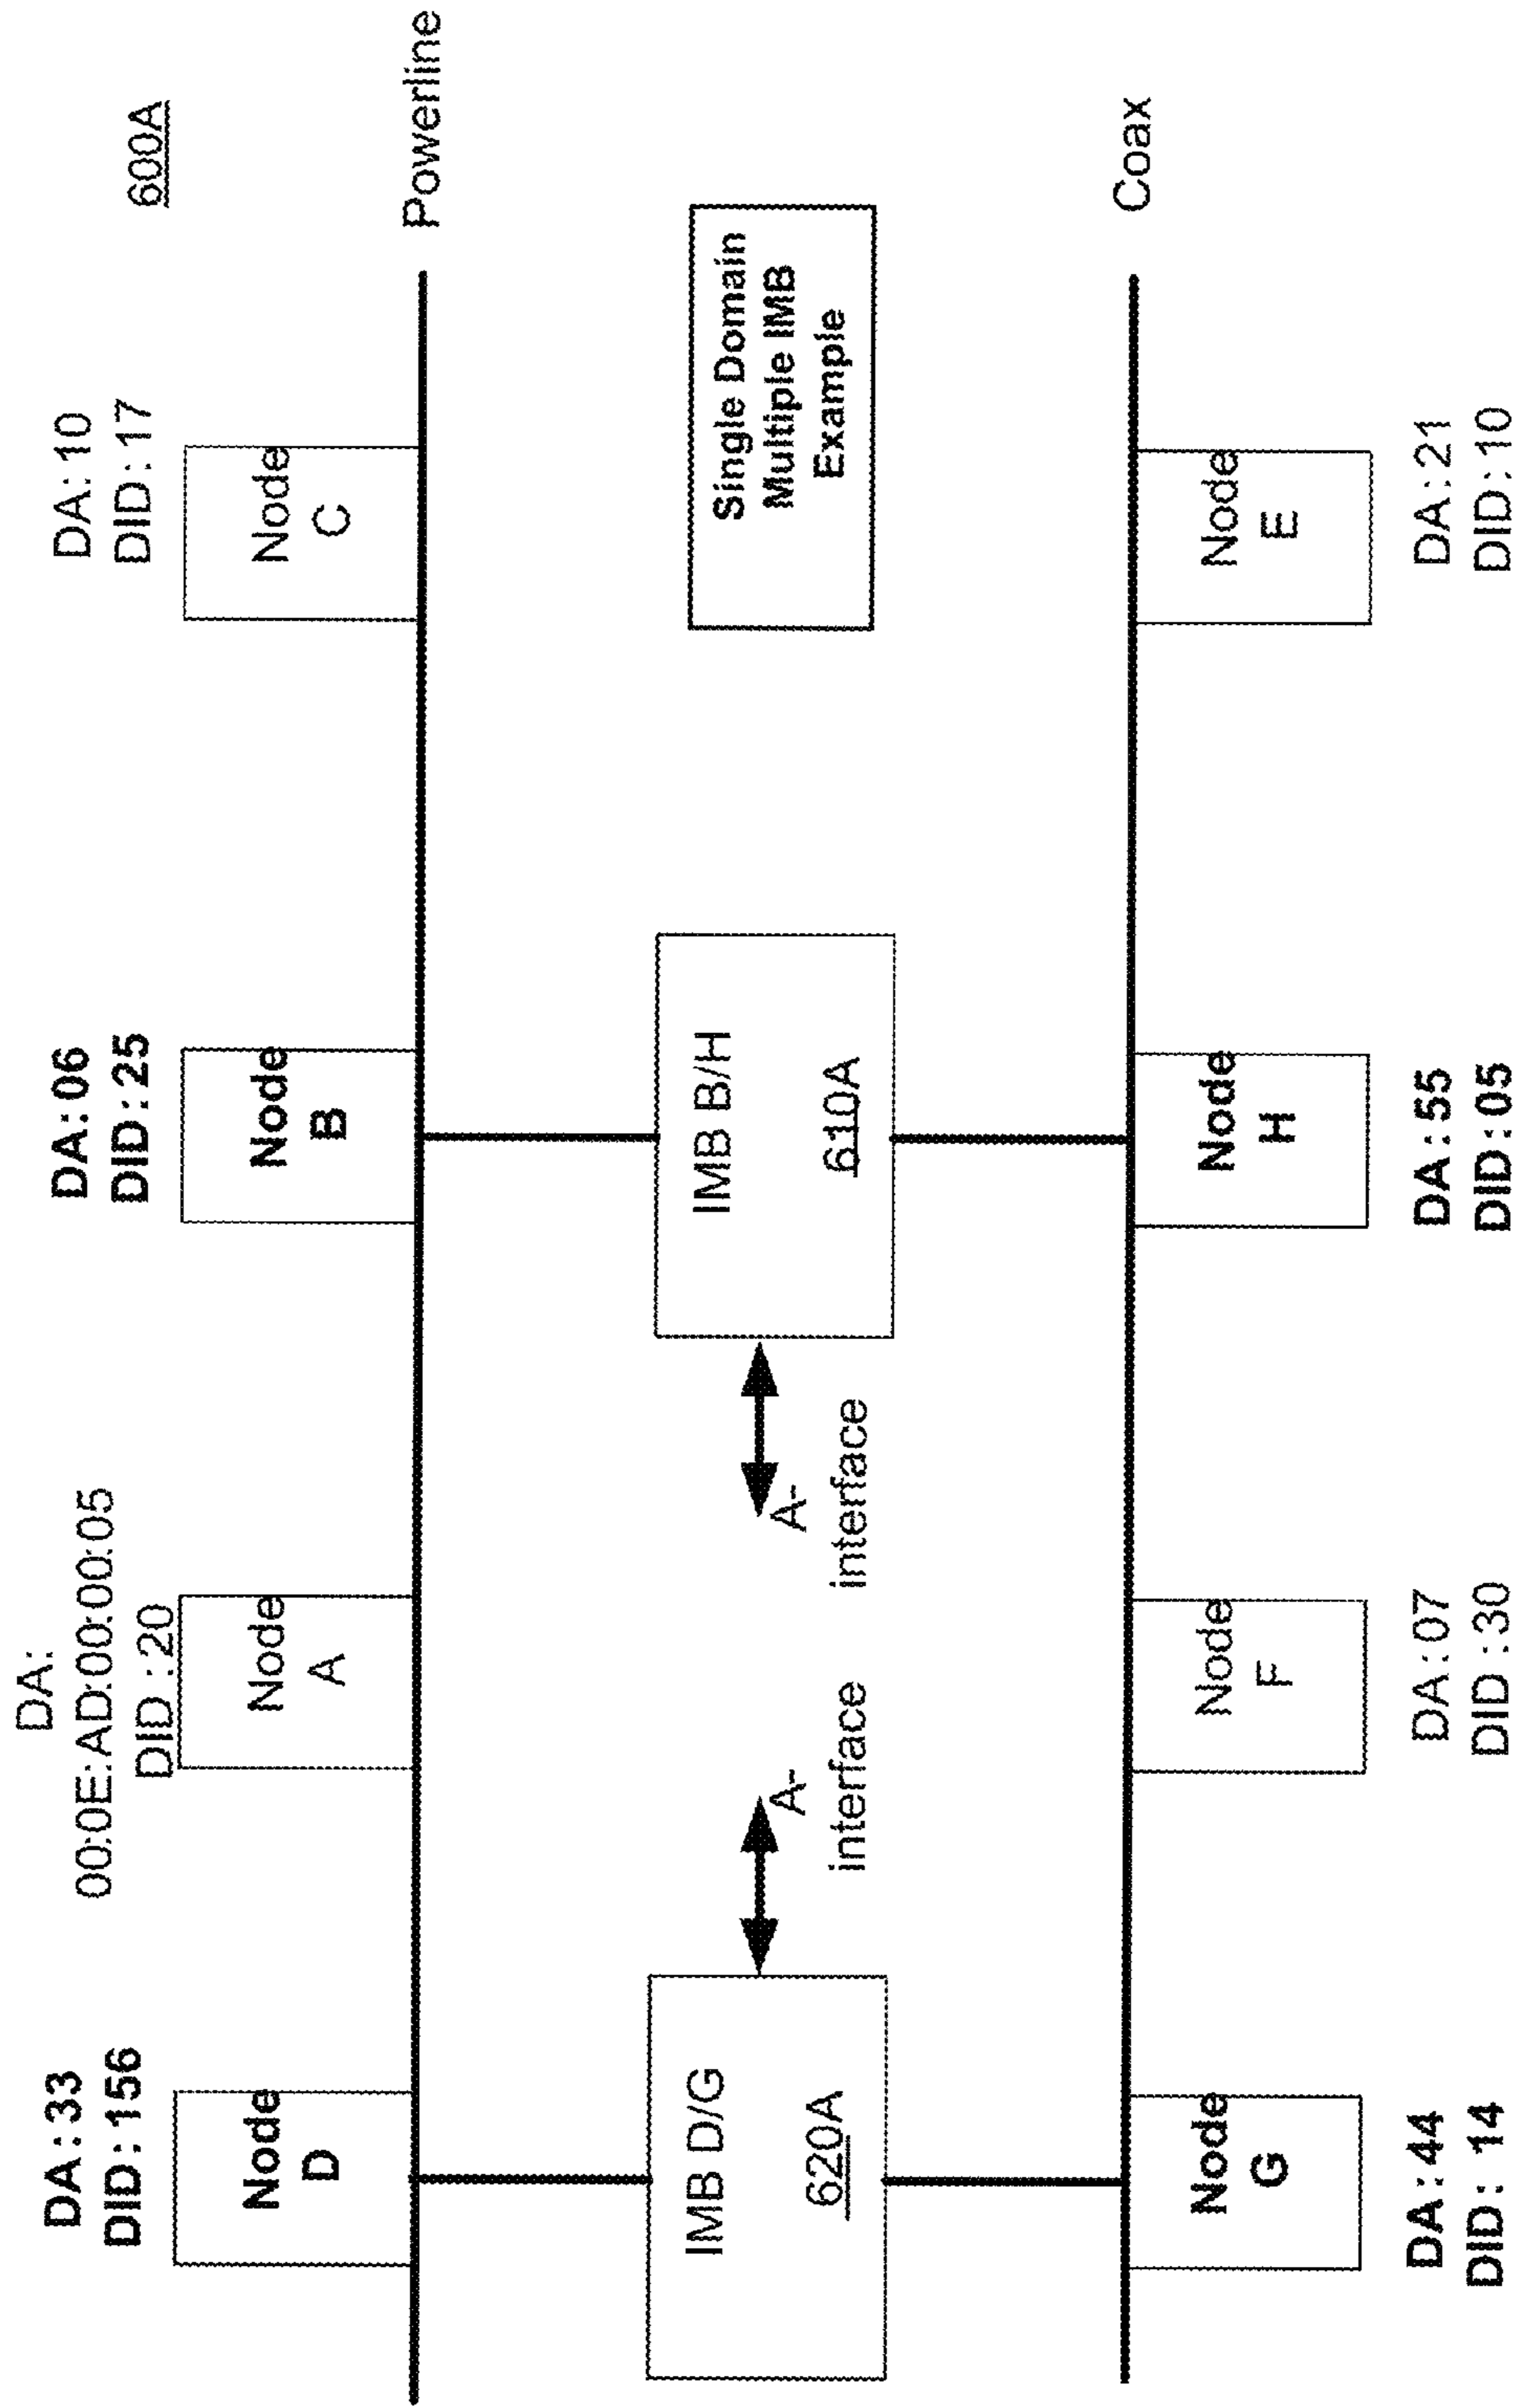 600A
DA:33
DID:156
DA:
00:0E:AD:00:00:05
DID:20
DA:06
DID:25
DA:10
DID:17
Node
D
Node
A
Node
B
Node
C
Powerline
IMB D/G
620A
A-
interface
A-
interface
IMB B/H
610A
Single Domain
Multiple IMB
Example
Coax
Node
G
Node
F
Node
H
Node
E
DA:44
DID:14
DA:07
DID:30
DA:55
DID:05
DA:21
DID:10